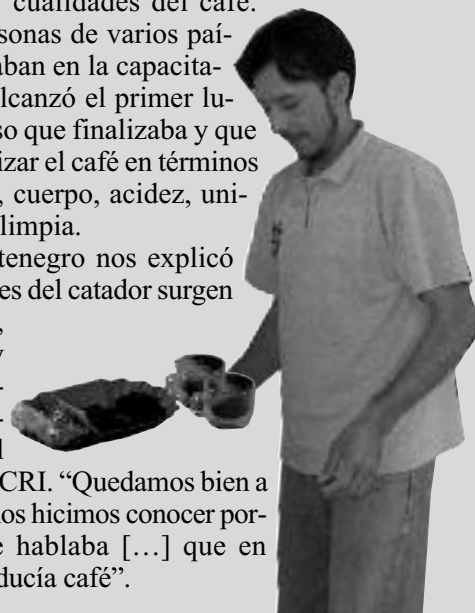 cualidades del café.
sonas de varios paí-
aban en la capacita-
lcanzó el primer lu-
so que finalizaba y que
izar el café en términos
, cuerpo, acidez, uni-
limpia.
tenegro nos explicó
es del catador surgen
,
-
-
CRI. “Quedamos bien a
nos hicimos conocer por-
e hablaba […] que en
ducía café”.